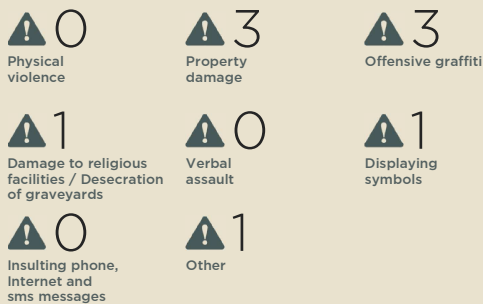 0
Physical
violence
3
Property
damage
3
Offensive graffiti
1
Damage to religious
facilities / Desecration
of graveyards
0
Verbal
assault
1
Displaying
symbols
0
Insulting phone,
Internet and
sms messages
1
Other